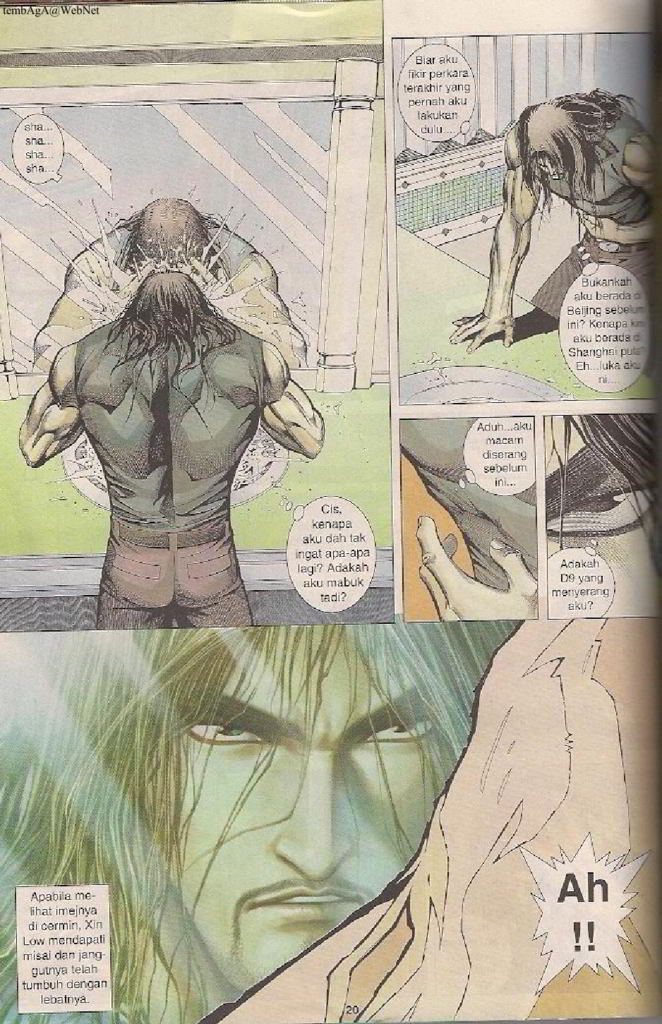 tembAgA@WebNet
sha...
sha...
sha...
sha...
Cis,
kenapa
aku dah tak
ingat apa-apa
lagi? Adakah
aku mabuk
tadi?
Biar aku
fikir perkara
terakhir yang
pernah aku
lakukan
dulu....
Bukankah
aku berada di
Beijing sebelum
ini? Kenapa
aku berada di
Shanghai pula?
Eh...luka aku
ni...
Aduh...aku
macam
diserang
sebelum
ini...
Adakah
D9 yang
menyerang
aku?
Apabila me-
lihat imejnya
di cermin, Xin
Low mendapati
misai dan jang-
gutnya telah
tumbuh dengan
lebatnya.
Ah
!!
20